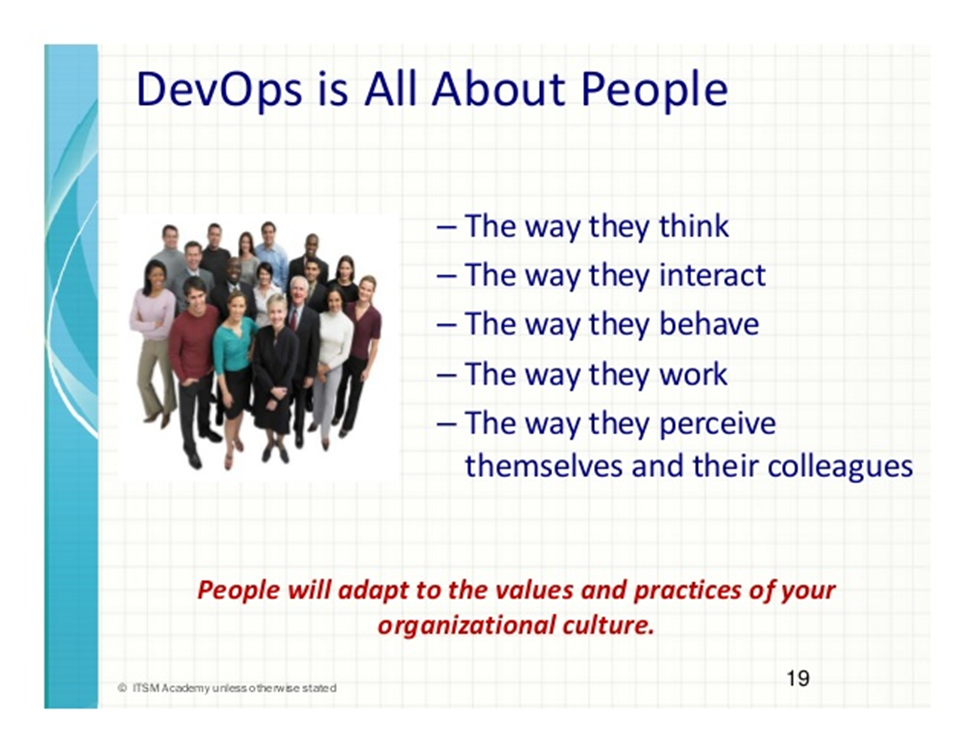 DevOps is All About People
– The way they think
– The way they interact
– The way they behave
– The way they work
– The way they perceive
themselves and their colleagues
People will adapt to the values and practices of your
organizational culture.
© ITSM Academy unless otherwise stated
19